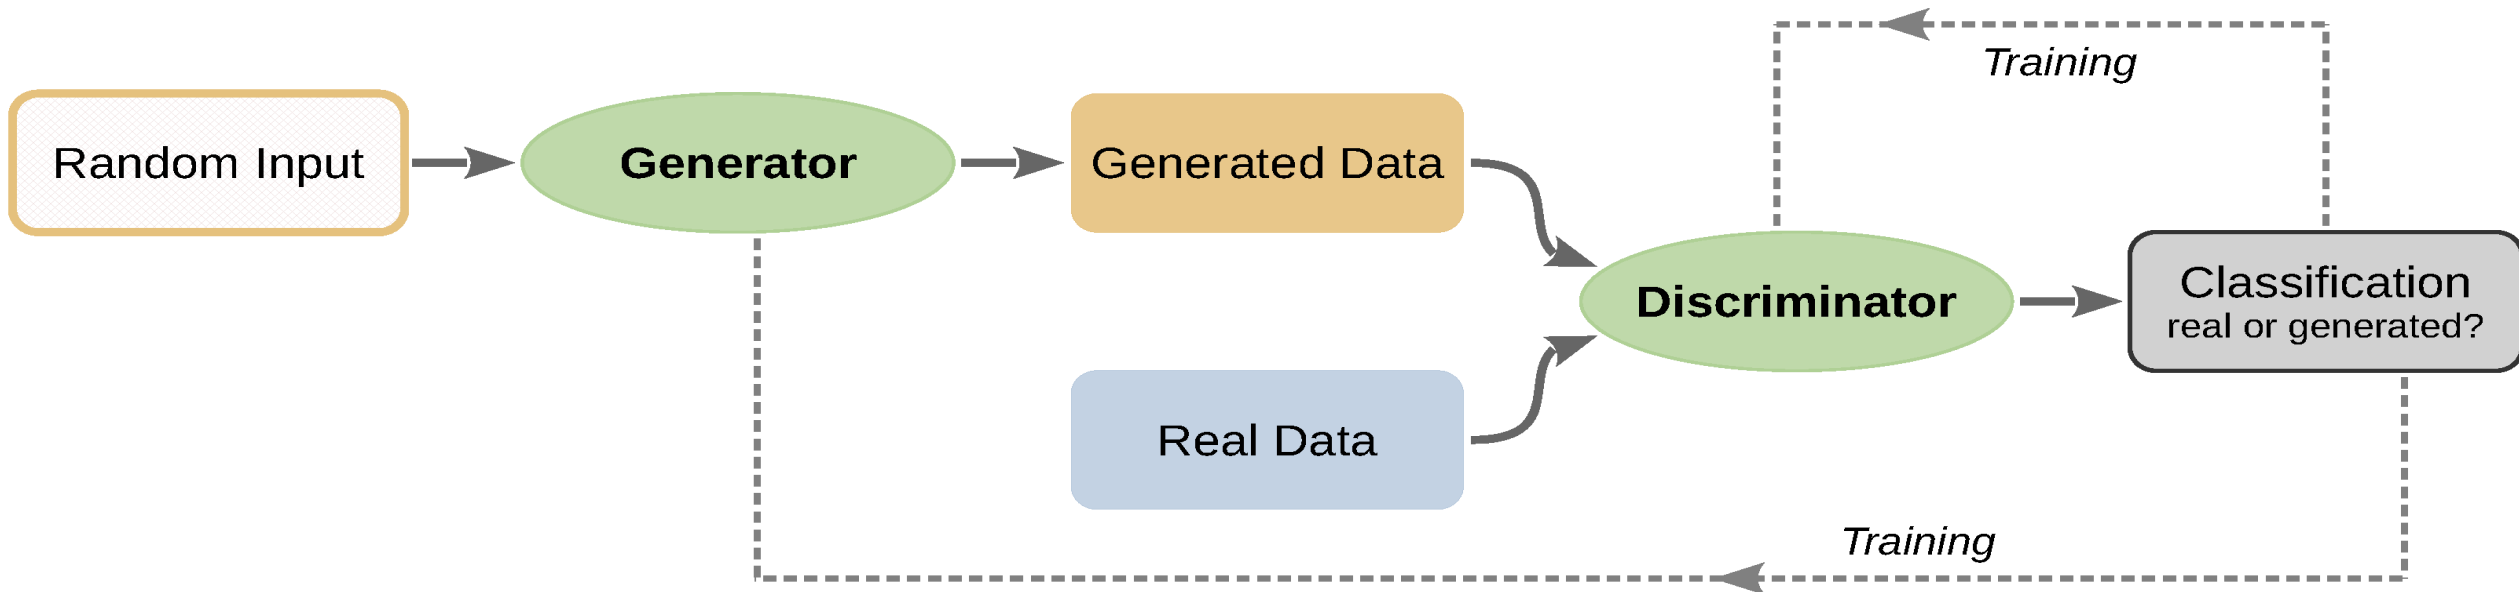 Training
Random Input
Generator
Generated Data
Discriminator
Classification
real or generated?
Real Data
Training